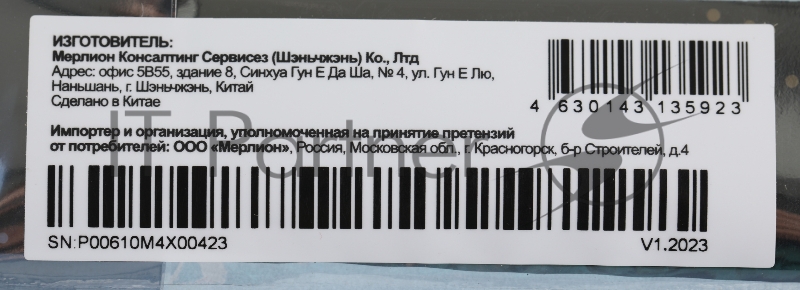 ИЗГОТОВИТЕЛЬ:
Мерлион Консалтинг Сервисез (Шэньчжэнь) Ко., Лтд
Адрес: офис 5В55, здание 8, Синхуа Гун Е Да Ша, № 4, ул. Гун Е Лю,
Наньшань, г. Шэньчжэнь, Китай
Сделано в Китае
4 630143 135923
Импортер и организация, уполномоченная на принятие претензий
от потребителей: ООО «Мерлион», Россия, Московская обл., г. Красногорск, б-р Строителей, д.4
IT Partner
SN:P00610M4X00423
V1.2023